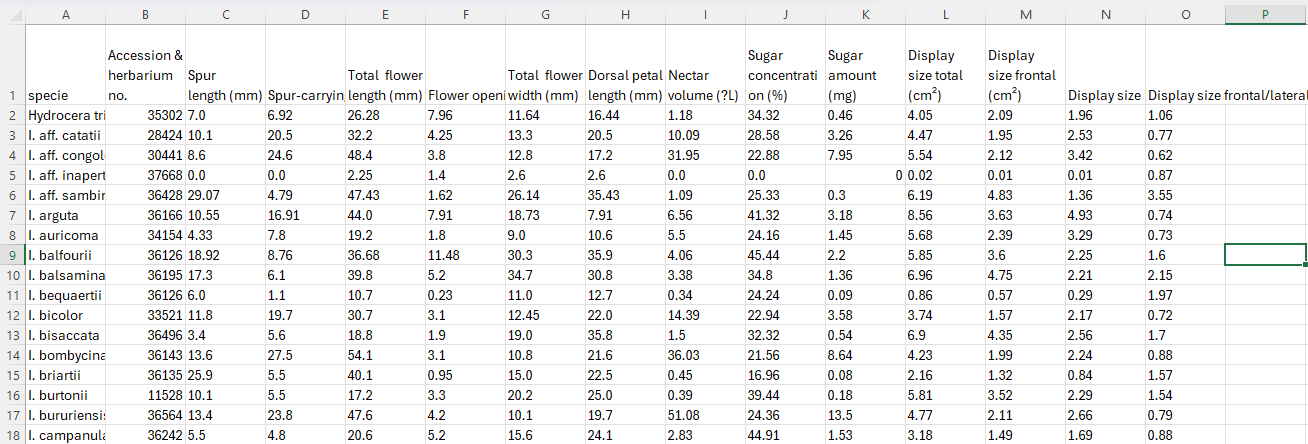 A B C D E F G H I J K L M N O P
Accession & Sugar Sugar Display Display
herbarium Spur Total flower Total flower Dorsal petal Nectar concentrati amount size total size frontal
1 specie no. length (mm) Spur-carryin length (mm) Flower openi width (mm) length (mm) volume (?L) on (%) (mg) (cm²) (cm²) Display size Display size frontal/lateral
2 Hydrocera tri 35302 7.0 6.92 26.28 7.96 11.64 16.44 1.18 34.32 0.46 4.05 2.09 1.96 1.06
3 I. aff. catatii 28424 10.1 20.5 32.2 4.25 13.3 20.5 10.09 28.58 3.26 4.47 1.95 2.53 0.77
4 I. aff. congol 30441 8.6 24.6 48.4 3.8 12.8 17.2 31.95 22.88 7.95 5.54 2.12 3.42 0.62
5 I. aff. inapert 37668 0.0 0.0 2.25 1.4 2.6 2.6 0.0 0.0 0 0.02 0.01 0.01 0.87
6 I. aff. sambir 36428 29.07 4.79 47.43 1.62 26.14 35.43 1.09 25.33 0.3 6.19 4.83 1.36 3.55
7 I. arguta 36166 10.55 16.91 44.0 7.91 18.73 7.91 6.56 41.32 3.18 8.56 3.63 4.93 0.74
8 I. auricoma 34154 4.33 7.8 19.2 1.8 9.0 10.6 5.5 24.16 1.45 5.68 2.39 3.29 0.73
9 I. balfourii 36126 18.92 8.76 36.68 11.48 30.3 35.9 4.06 45.44 2.2 5.85 3.6 2.25 1.6
10 I. balsamina 36195 17.3 6.1 39.8 5.2 34.7 30.8 3.38 34.8 1.36 6.96 4.75 2.21 2.15
11 I. bequaertii 36126 6.0 1.1 10.7 0.23 11.0 12.7 0.34 24.24 0.09 0.86 0.57 0.29 1.97
12 I. bicolor 33521 11.8 19.7 30.7 3.1 12.45 22.0 14.39 22.94 3.58 3.74 1.57 2.17 0.72
13 I. bisaccata 36496 3.4 5.6 18.8 1.9 19.0 35.8 1.5 32.32 0.54 6.9 4.35 2.56 1.7
14 I. bombycina 36143 13.6 27.5 54.1 3.1 10.8 21.6 36.03 21.56 8.64 4.23 1.99 2.24 0.88
15 I. briartii 36135 25.9 5.5 40.1 0.95 15.0 22.5 0.45 16.96 0.08 2.16 1.32 0.84 1.57
16 I. burtonii 11528 10.1 5.5 17.2 3.3 20.2 25.0 0.39 39.44 0.18 5.81 3.52 2.29 1.54
17 I. bururiensis 36564 13.4 23.8 47.6 4.2 10.1 19.7 51.08 24.36 13.5 4.77 2.11 2.66 0.79
18 I. campanula 36242 5.5 4.8 20.6 5.2 15.6 24.1 2.83 44.91 1.53 3.18 1.49 1.69 0.88